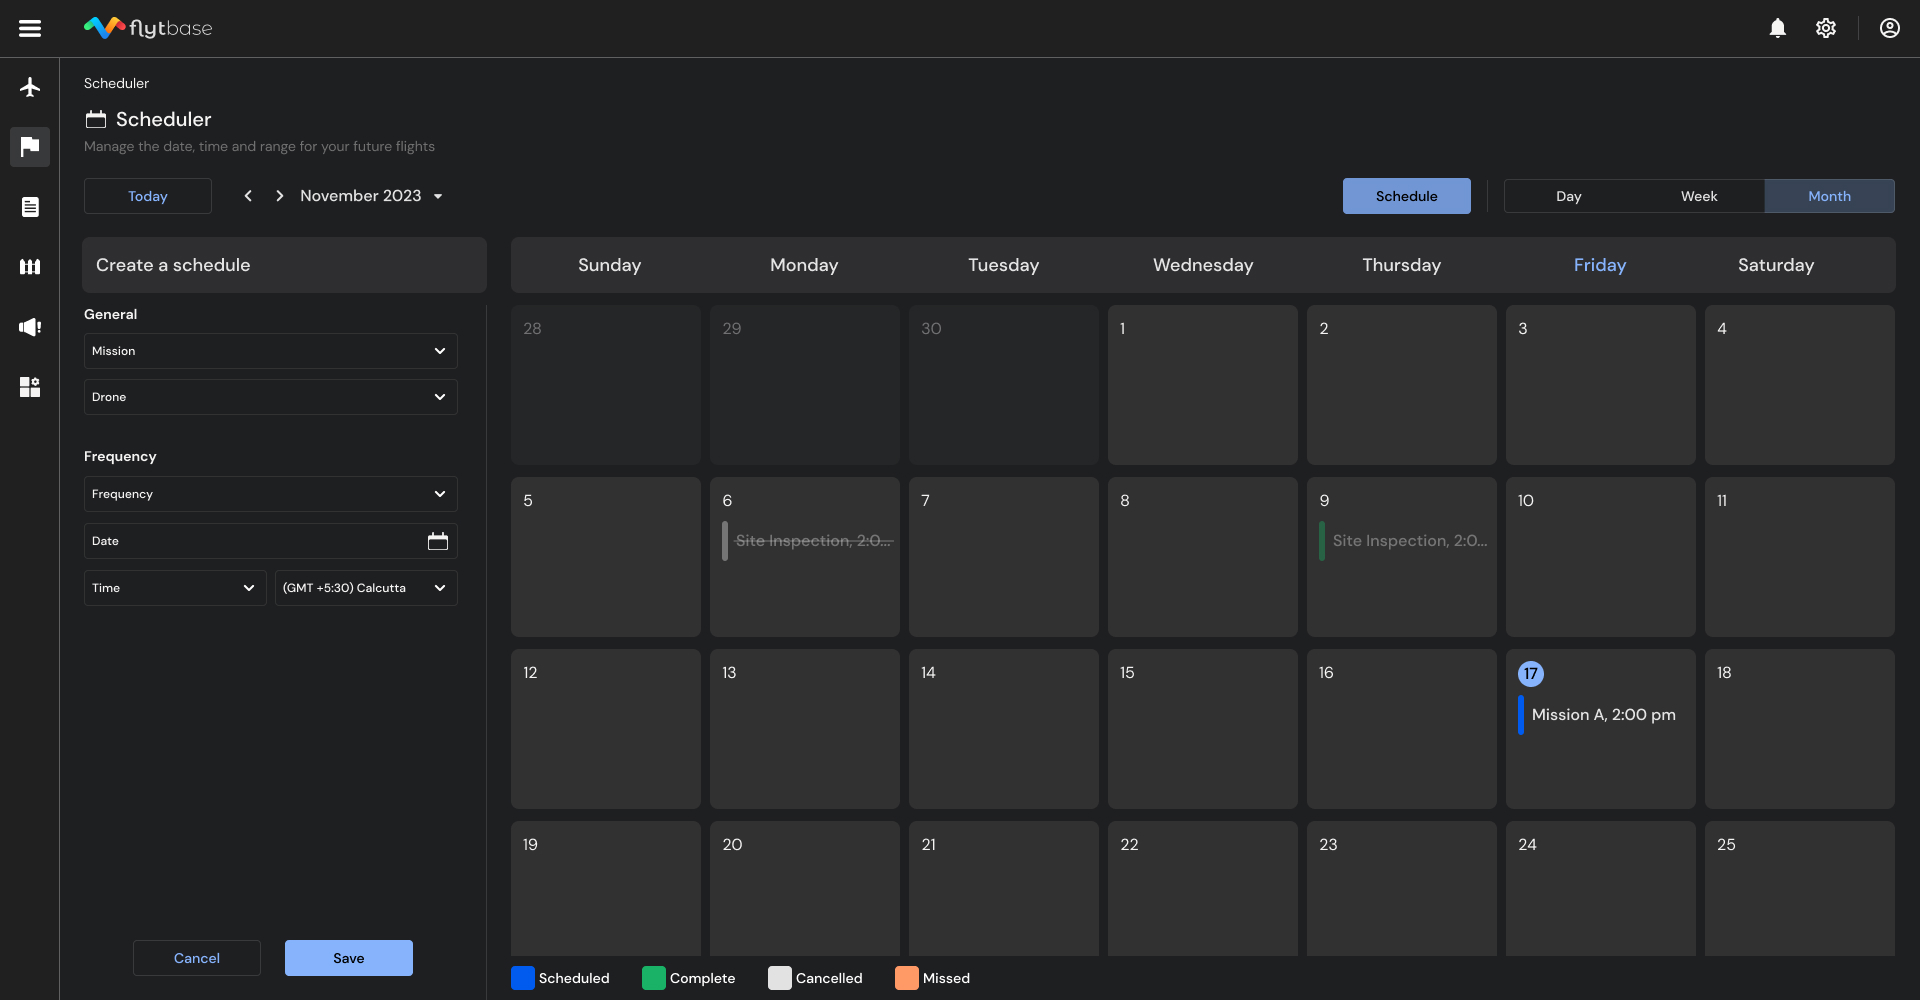 flytbase
Scheduler
Scheduler
Manage the date, time and range for your future flights
Today
November 2023
Schedule
Day
Week
Month
Create a schedule
General
Mission
Drone
Frequency
Frequency
Date
Time
(GMT +5:30) Calcutta
Cancel
Save
Sunday Monday Tuesday Wednesday Thursday Friday Saturday
28 29 30 1 2 3 4
5 6 7 8 9 10 11
Site Inspection, 2:0... Site Inspection, 2:0...
12 13 14 15 16 17 18
Mission A, 2:00 pm
19 20 21 22 23 24 25
Scheduled Complete Cancelled Missed